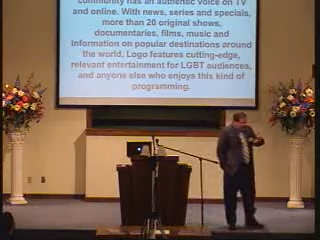 community has an authentic voice on TV
and online. With news, series and specials,
more than 20 original shows,
documentaries, films, music and
information on popular destinations around
the world, Logo features cutting-edge,
relevant entertainment for LGBT audiences,
and anyone else who enjoys this kind of
programming.